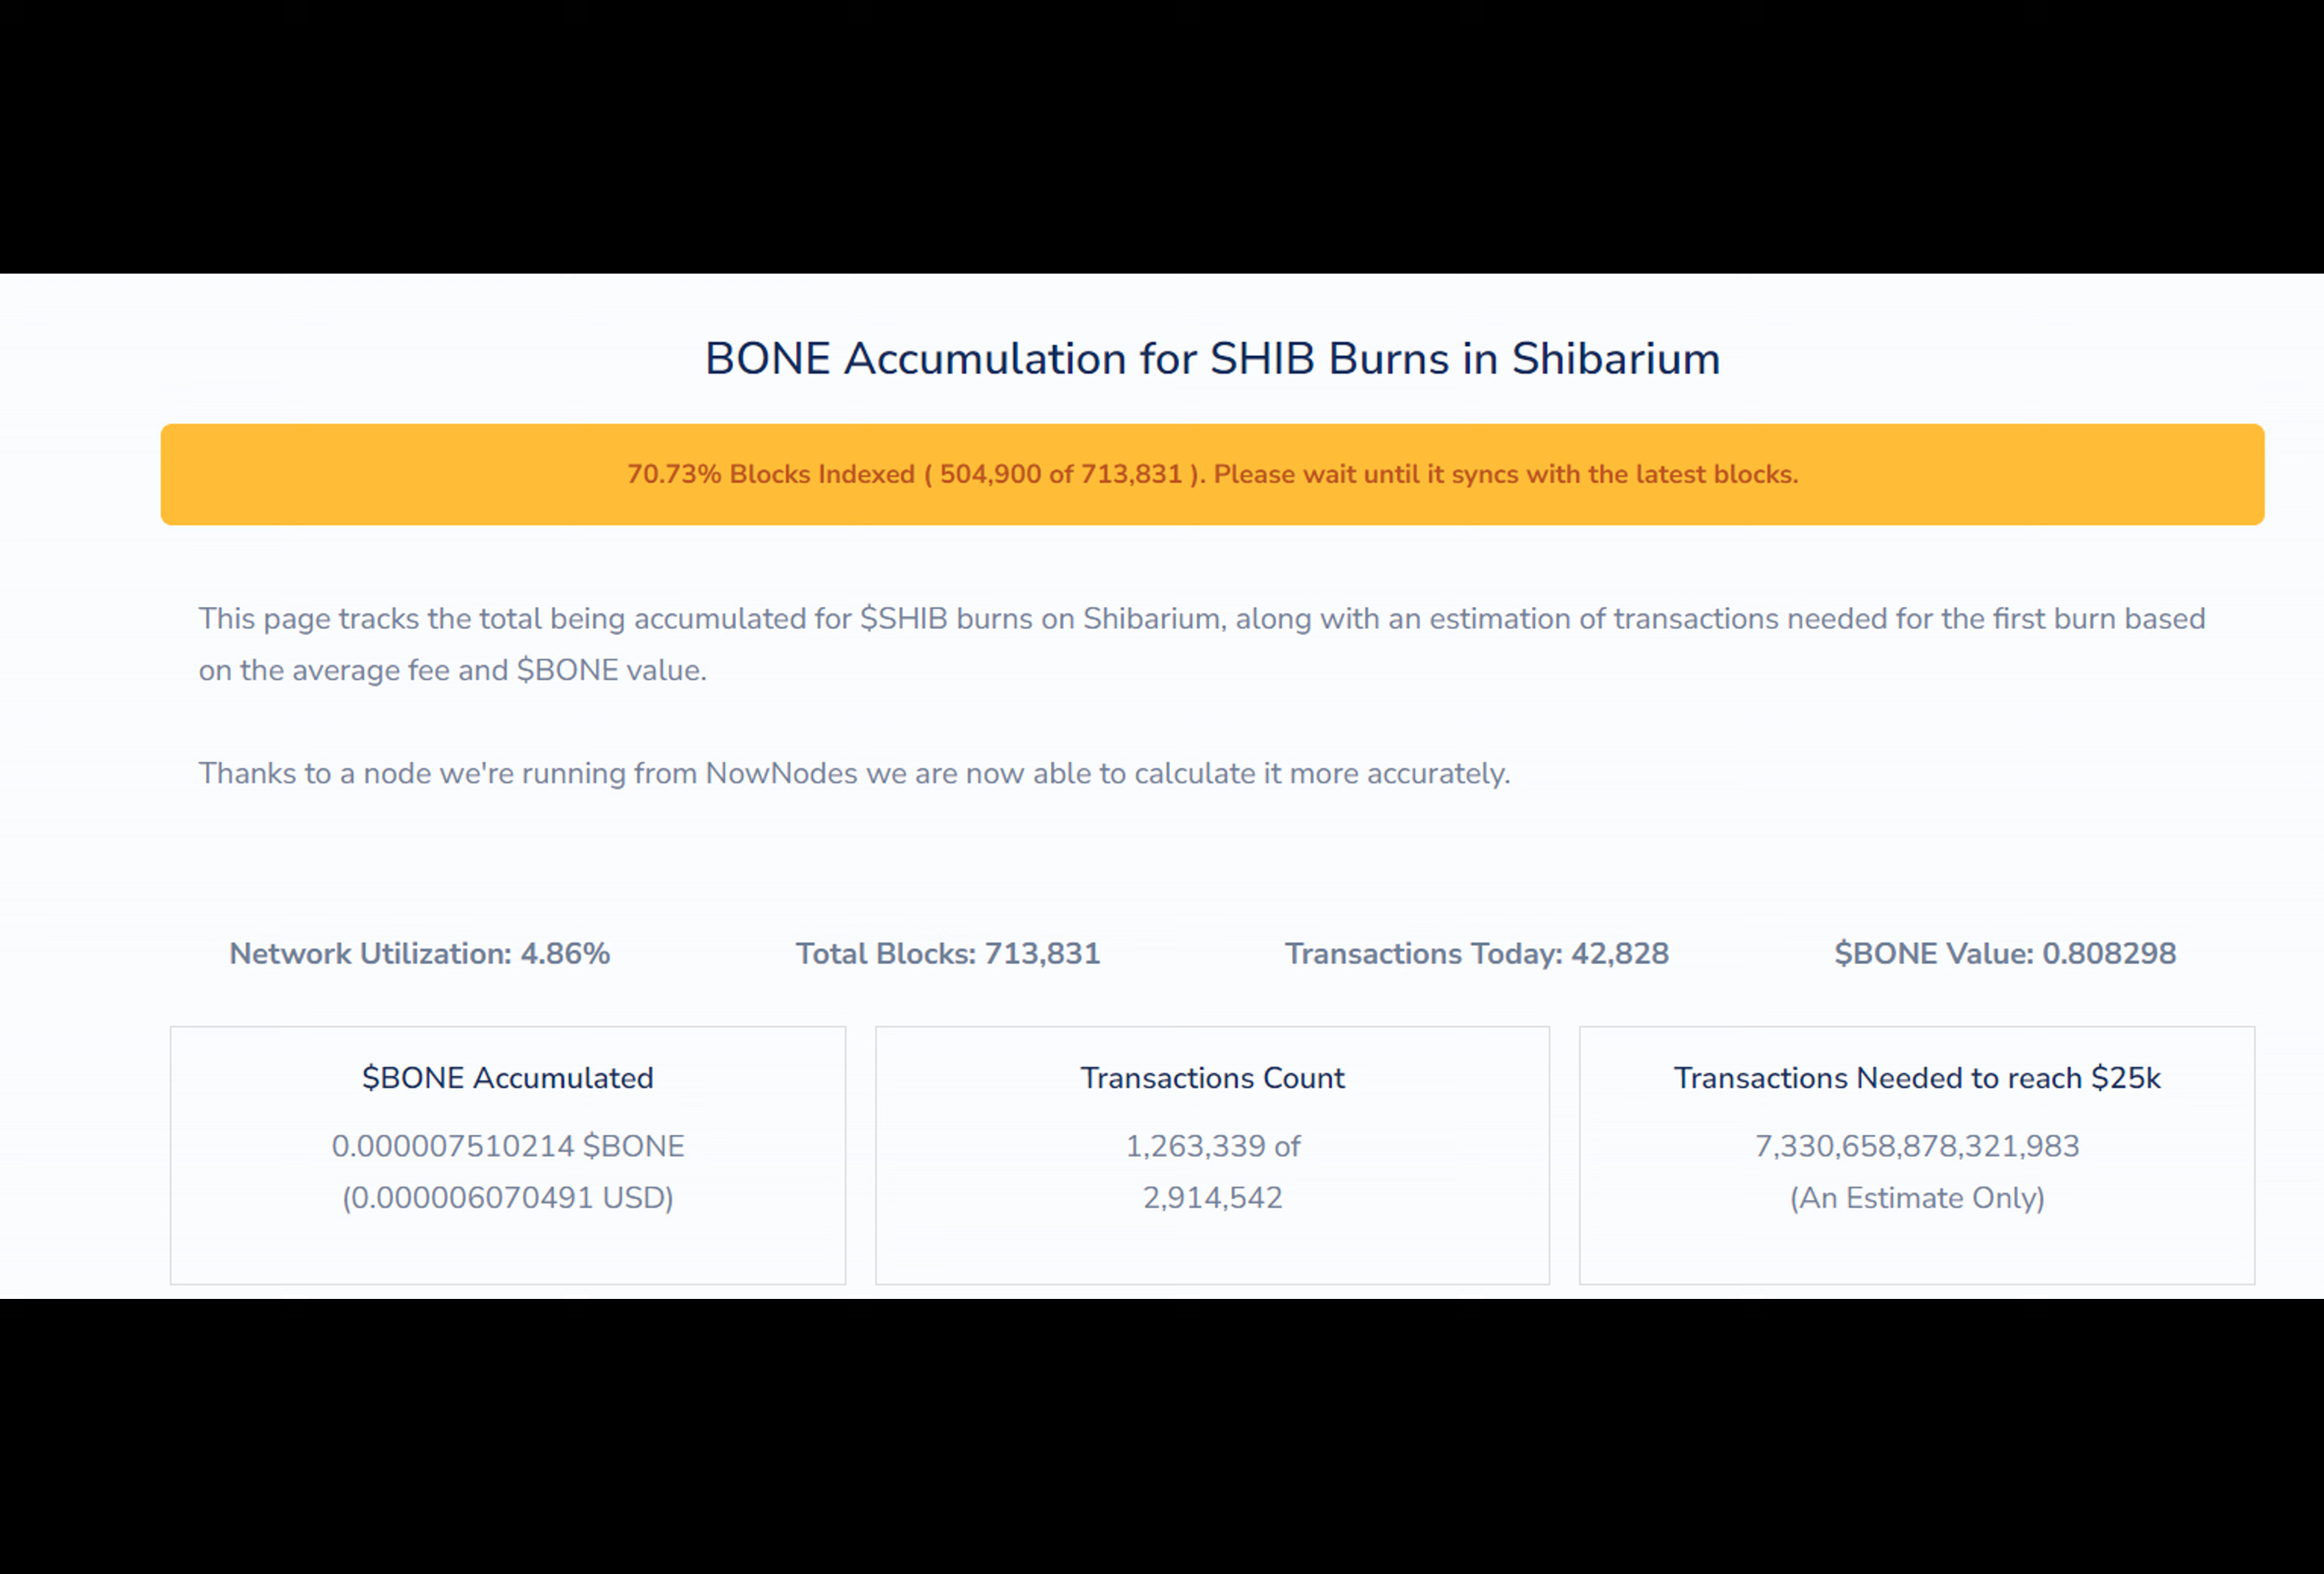 BONE Accumulation for SHIB Burns in Shibarium
70.73% Blocks Indexed ( 504,900 of 713,831 ). Please wait until it syncs with the latest blocks.
This page tracks the total being accumulated for $SHIB burns on Shibarium, along with an estimation of transactions needed for the first burn based
on the average fee and $BONE value.
Thanks to a node we're running from NowNodes we are now able to calculate it more accurately.
Network Utilization: 4.86%
Total Blocks: 713,831
Transactions Today: 42,828
$BONE Value: 0.808298
$BONE Accumulated
0.000007510214 $BONE
(0.000006070491 USD)
Transactions Count
1,263,339 of
2,914,542
Transactions Needed to reach $25k
7,330,658,878,321,983
(An Estimate Only)